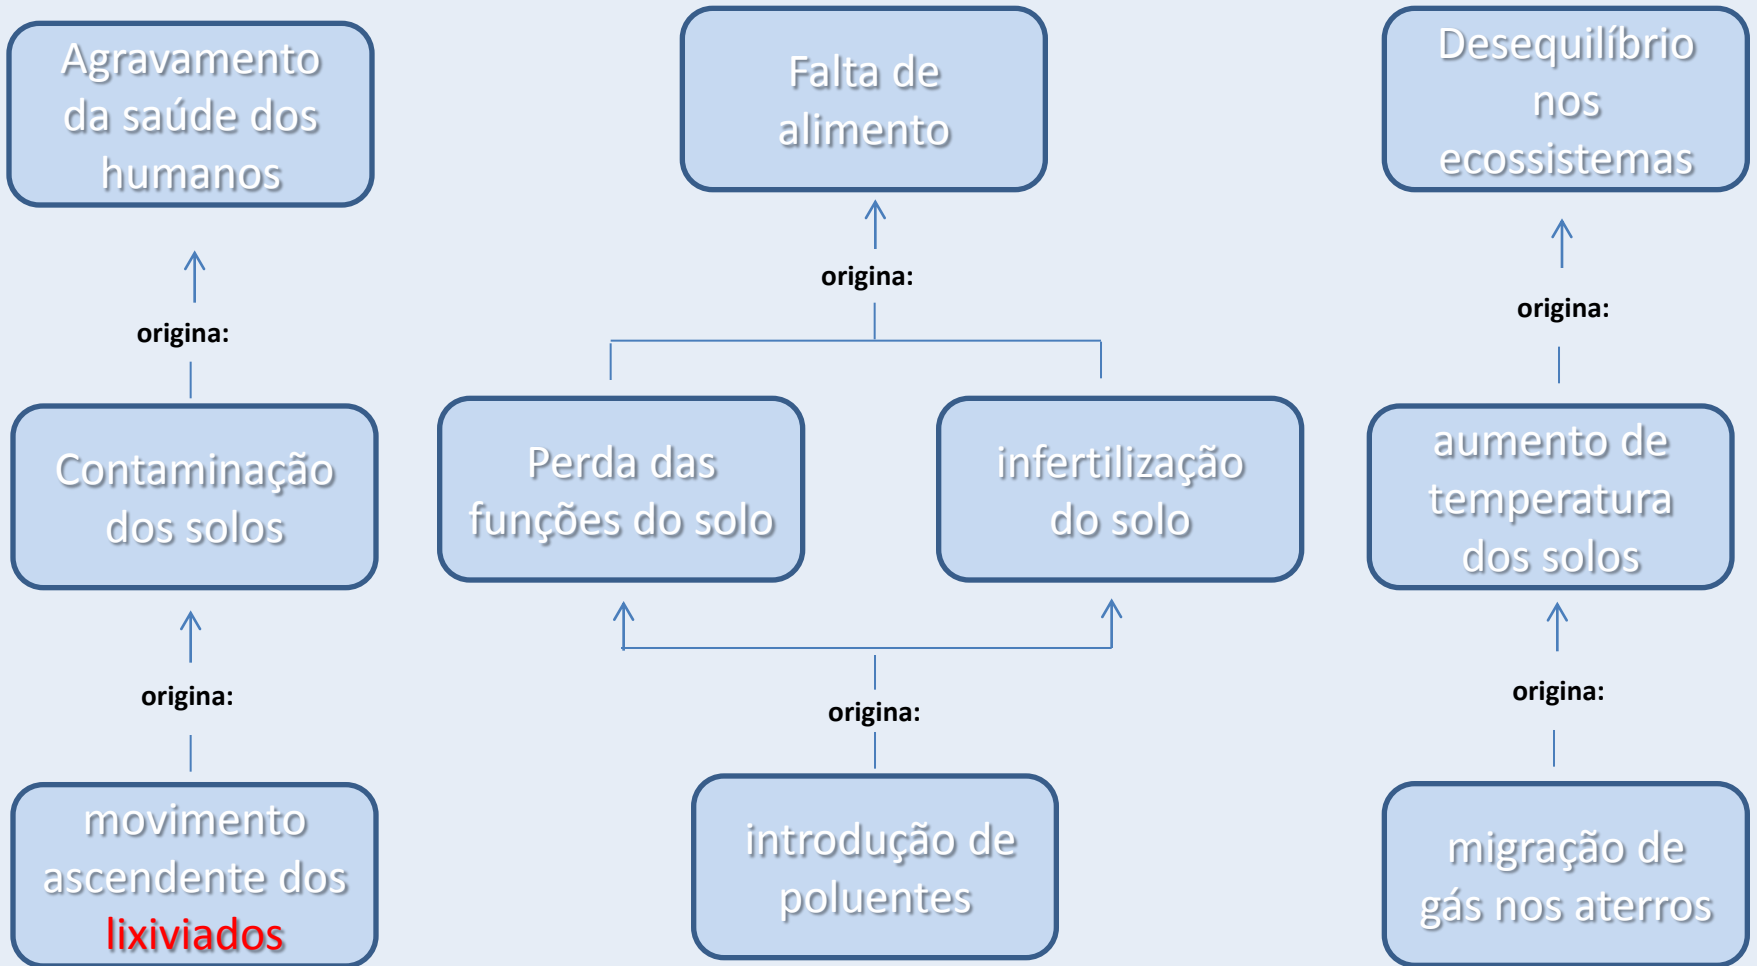 Agravamento
da saúde dos
humanos
Falta de
alimento
Desequilíbrio
nos
ecossistemas
origina:
origina:
origina:
Contaminação
dos solos
Perda das
funções do solo
infertilização
do solo
aumento de
temperatura
dos solos
origina:
origina:
origina:
movimento
ascendente dos
lixiviados
introdução de
poluentes
migração de
gás nos aterros